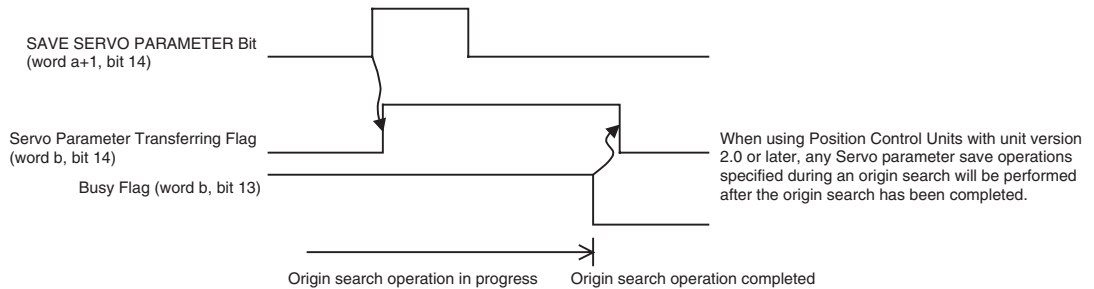 SAVE SERVO PARAMETER Bit
(word a+1, bit 14)
Servo Parameter Transferring Flag
(word b, bit 14)
Busy Flag (word b, bit 13)
When using Position Control Units with unit version
2.0 or later, any Servo parameter save operations
specified during an origin search will be performed
after the origin search has been completed.
Origin search operation in progress
Origin search operation completed